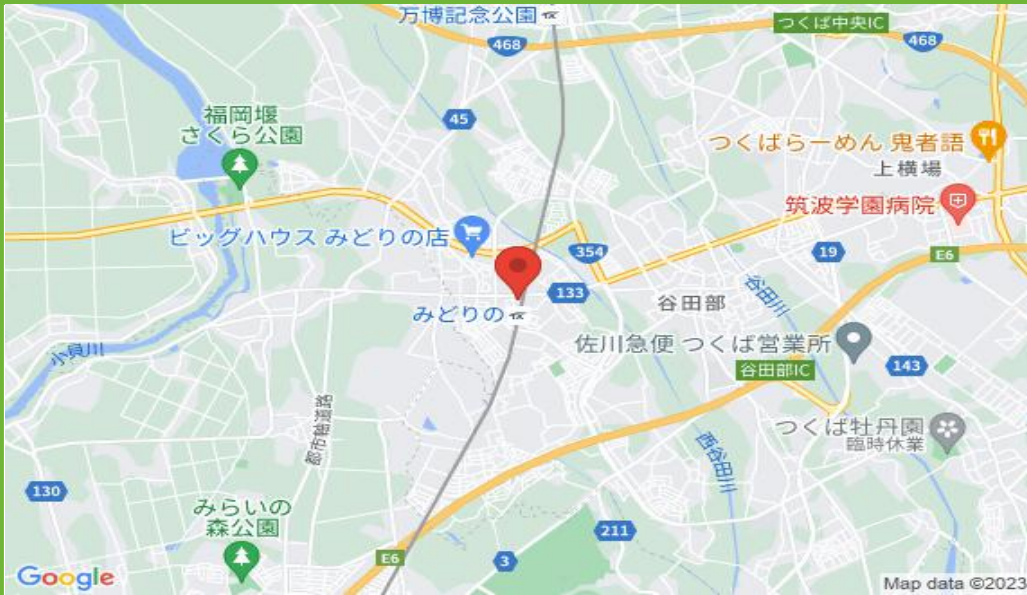 万博記念公園
つくば中央IC
468
468
福岡堰
さくら公園
45
つくばらーめん 鬼者語
上横場
筑波学園病院
ビッグハウス みどりの店
354
19
E6
133
みどりの
谷田部
谷田川
小貝川
佐川急便 つくば営業所
谷田部IC
143
都市軸道路
つくば牡丹園
臨時休業
西谷田川
130
みらいの
森公園
211
E6
3
Google
Map data ©2023